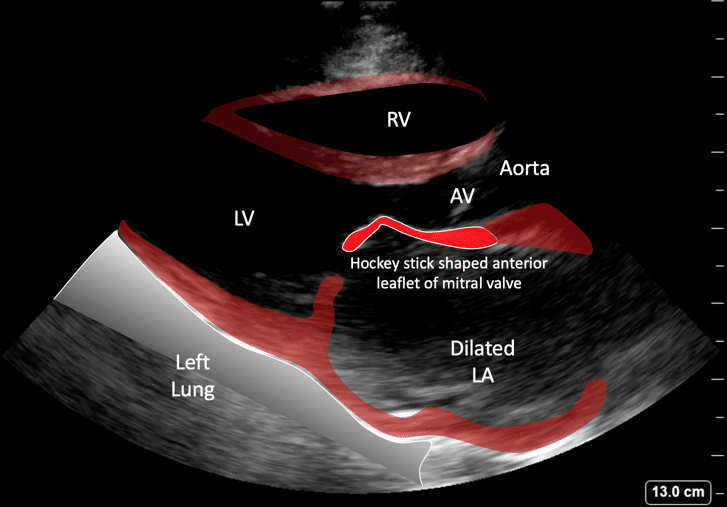 RV
Aorta
AV
LV
Hockey stick shaped anterior
leaflet of mitral valve
Dilated
LA
Left
Lung
13.0 cm